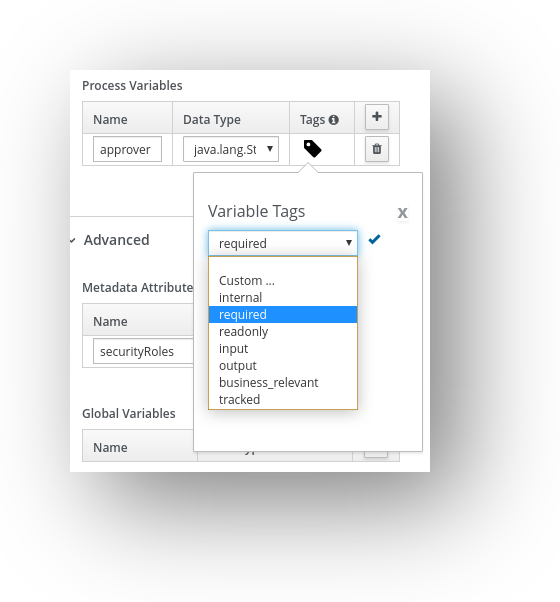 Process Variables
Name Data Type Tags
approver java.lang.St
Variable Tags x
required
Advanced
Custom ...
internal
required
readonly
input
output
business_relevant
tracked
Metadata Attribute
Name
securityRoles
Global Variables
Name